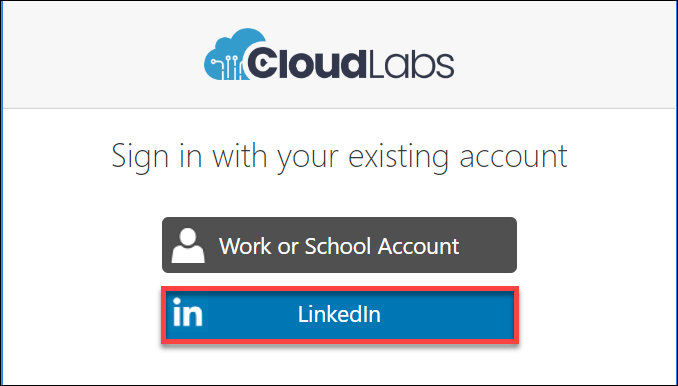 CloudLabs
Sign in with your existing account
Work or School Account
in
LinkedIn